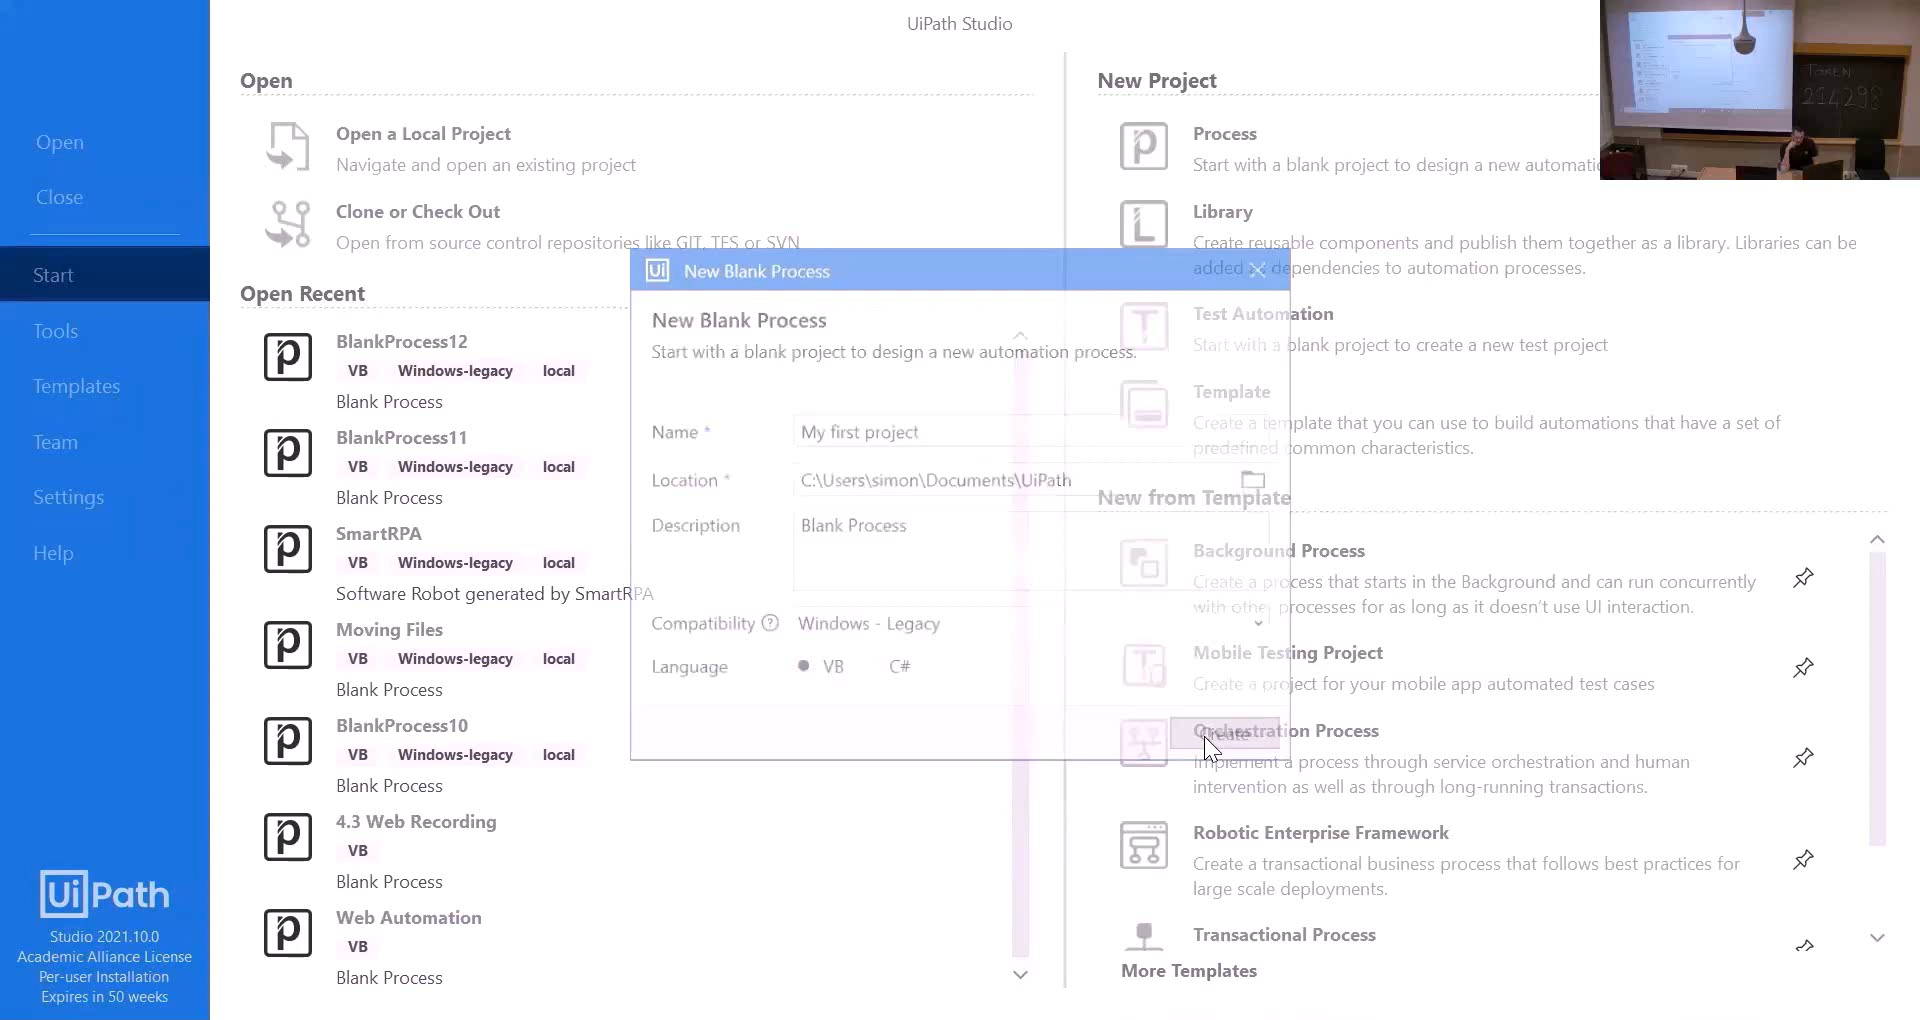 UiPath Studio
Open
Close
Start
Tools
Templates
Team
Settings
Help
UiPath
Studio 2021.10.0
Academic Alliance License
Per-user Installation
Expires in 50 weeks
Open
Open a Local Project
Navigate and open an existing project
Clone or Check Out
Open from source control repositories like GIT, TFS or SVN
Open Recent
BlankProcess12
VB Windows-legacy local
Blank Process
BlankProcess11
VB Windows-legacy local
Blank Process
SmartRPA
VB Windows-legacy local
Software Robot generated by SmartRPA
Moving Files
VB Windows-legacy local
Blank Process
BlankProcess10
VB Windows-legacy local
Blank Process
4.3 Web Recording
VB
Blank Process
Web Automation
VB
Blank Process
Ui New Blank Process
New Blank Process
Start with a blank project to design a new automation process.
Name * My first project
Location * C:\Users\simon\Documents\UiPath
Description Blank Process
Compatibility ? Windows - Legacy
Language VB C#
Create
New Project
Process
Start with a blank project to design a new
Library
Create reusable components and publish them together as a library. Libraries can be
added as dependencies to automation processes.
Test Automation
Start with a blank project to create a new test project
Template
Create a template that you can use to build automations that have a set of
predefined common characteristics.
New from Template
Background Process
Create a process that starts in the Background and can run concurrently
with other processes for as long as it doesn't use UI interaction.
Mobile Testing Project
Create a project for your mobile app automated test cases
Orchestration Process
Implement a process through service orchestration and human
intervention as well as through long-running transactions.
Robotic Enterprise Framework
Create a transactional business process that follows best practices for
large scale deployments.
Transactional Process
More Templates
TOKEN
214298